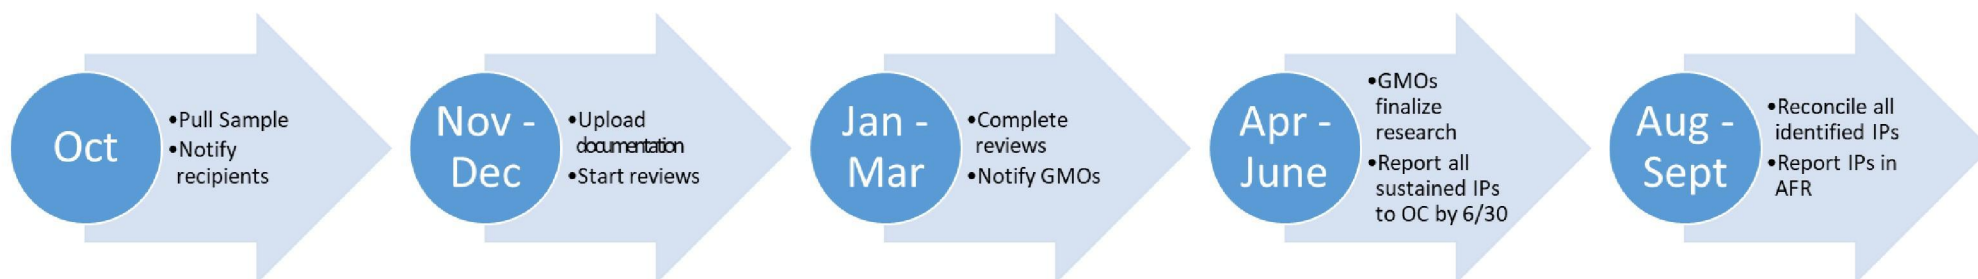 Oct
•Pull Sample
•Notify
recipients
Nov -
Dec
•Upload
documentation
•Start reviews
Jan -
Mar
•Complete
reviews
•Notify GMOs
Apr -
June
•GMOs
finalize
research
•Report all
sustained IPs
to OC by 6/30
Aug -
Sept
•Reconcile all
identified IPs
•Report IPs in
AFR